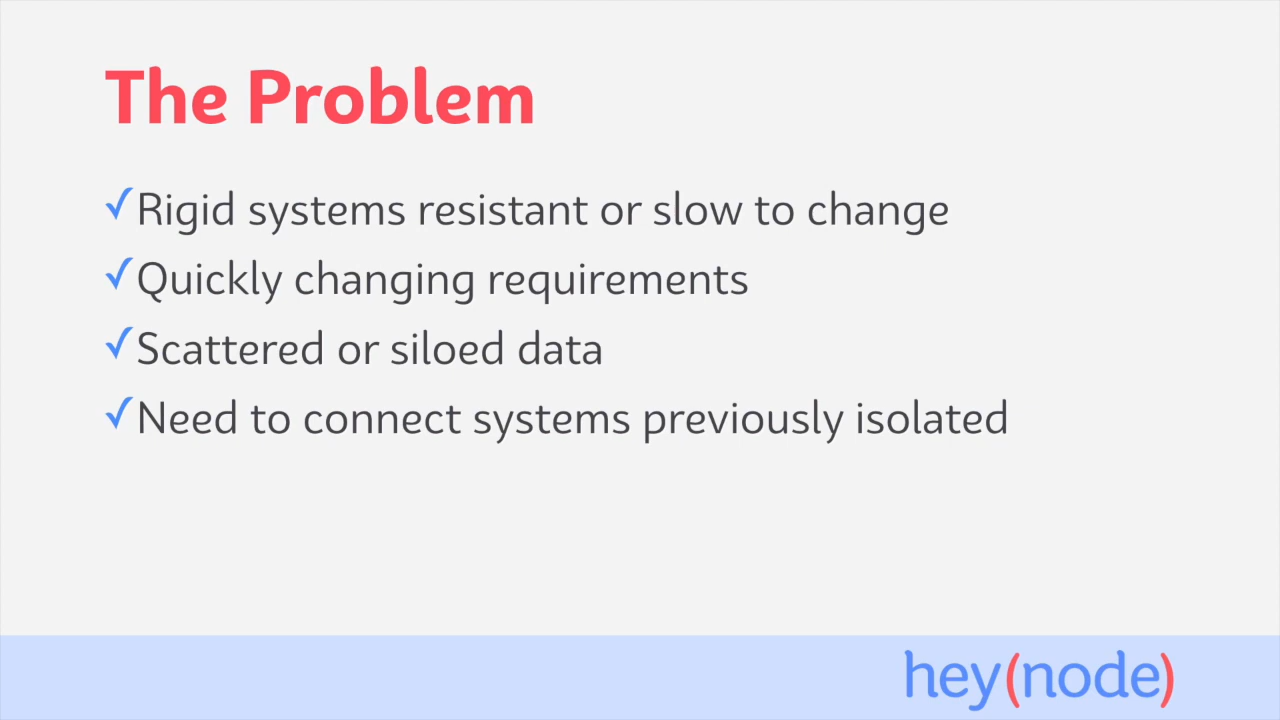 The Problem
✓Rigid systems resistant or slow to change
✓Quickly changing requirements
✓Scattered or siloed data
✓Need to connect systems previously isolated
hey(node)